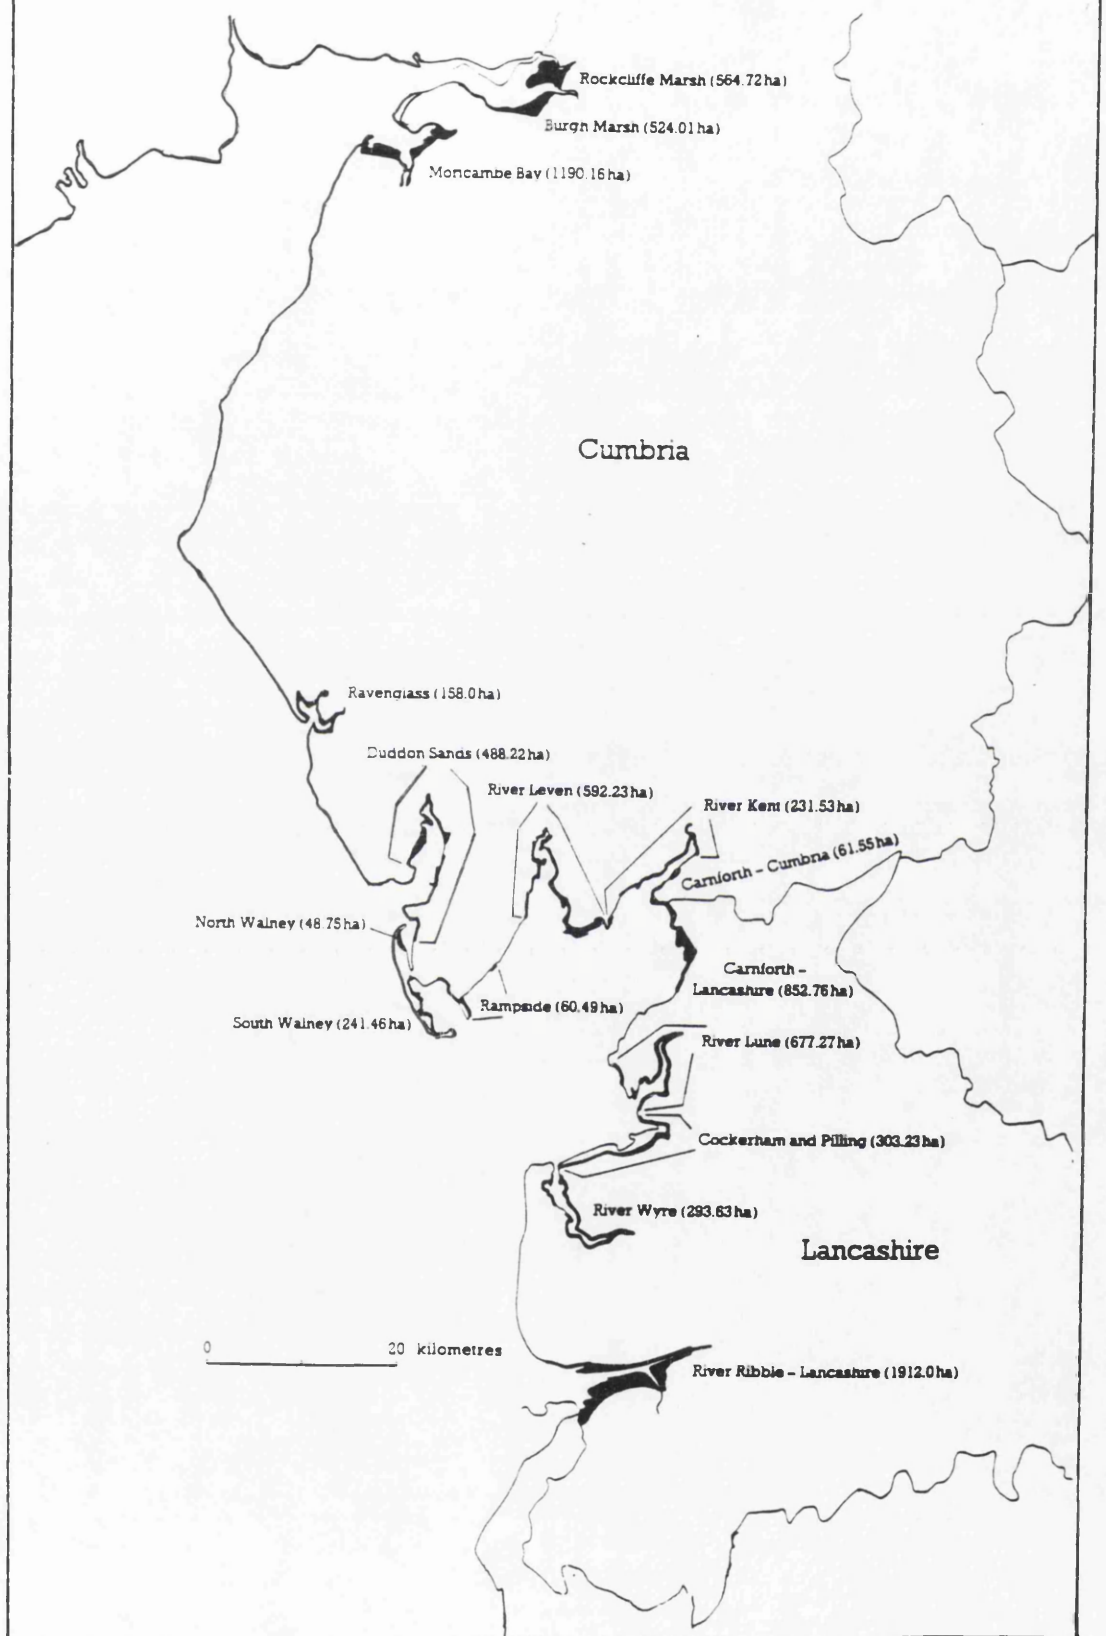 Rockcliffe Marsh (564.72 ha)
Burgh Marsh (524.01 ha)
Moricambe Bay (1190.16 ha)
Cumbria
Ravenglass (158.0 ha)
Duddon Sands (488.22 ha)
River Leven (592.23 ha)
River Kent (231.53 ha)
Carnforth - Cumbria (61.55 ha)
North Walney (48.75 ha)
Carnforth -
Lancashire (852.76 ha)
Rampside (60.49 ha)
South Walney (241.46 ha)
River Lune (677.27 ha)
Cockerham and Pilling (303.23 ha)
River Wyre (293.63 ha)
Lancashire
0 20 kilometres
River Ribble - Lancashire (1912.0 ha)